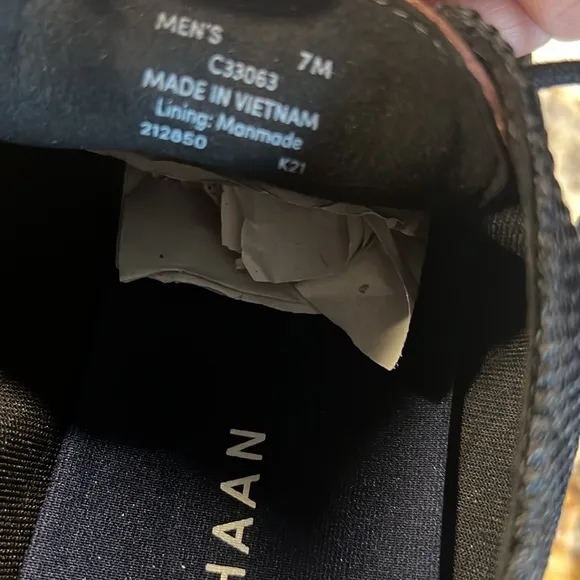 MEN'S 7M
C33063
MADE IN VIETNAM
Lining: Manmade
212850 K21
HAAN